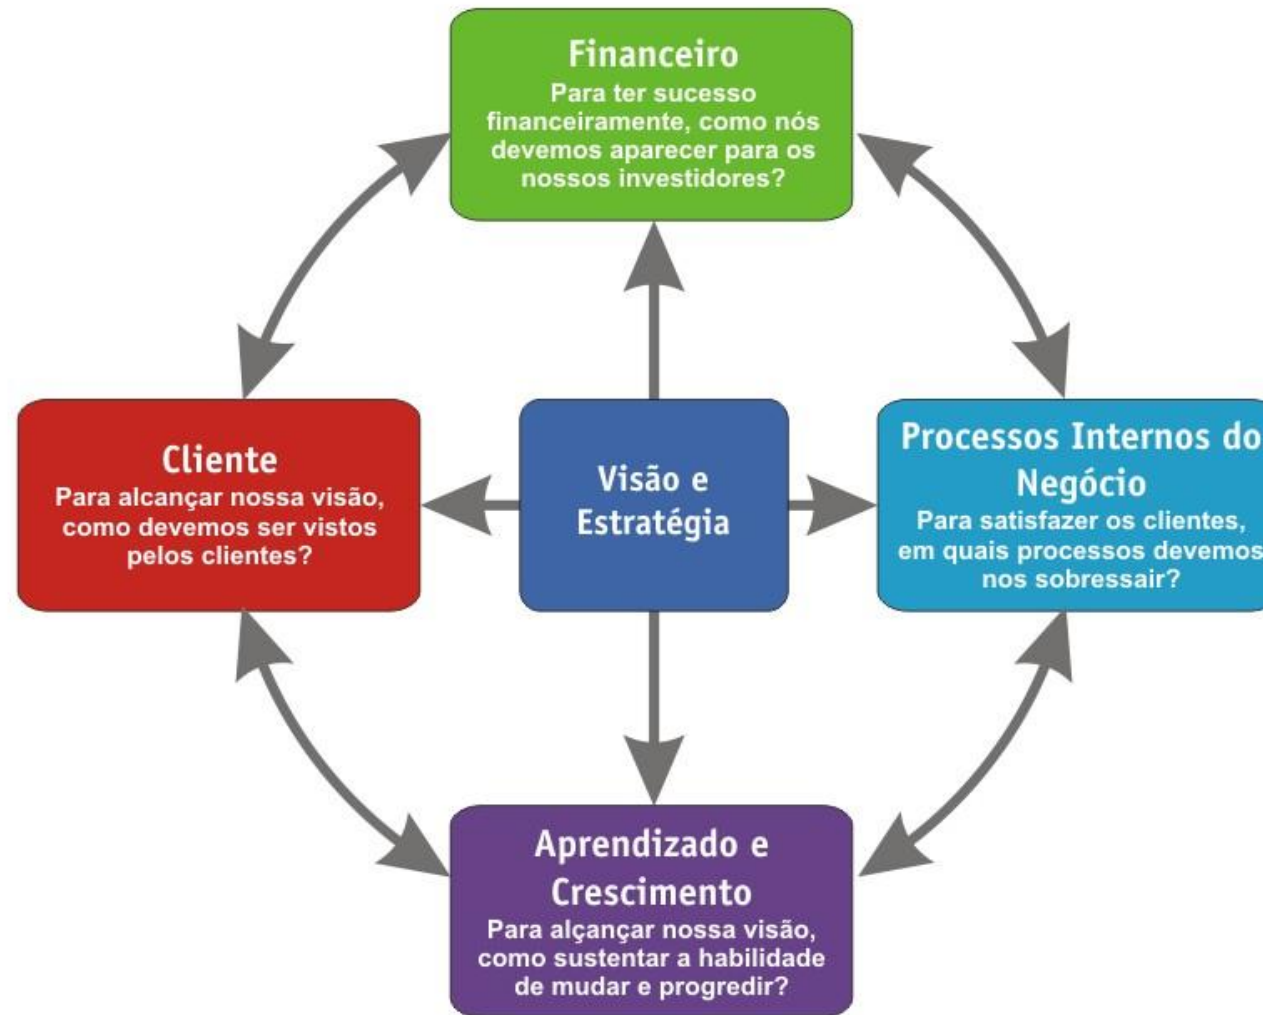 Financeiro
Para ter sucesso
financeiramente, como nós
devemos aparecer para os
nossos investidores?
Cliente
Para alcançar nossa visão,
como devemos ser vistos
pelos clientes?
Visão e
Estratégia
Processos Internos do
Negócio
Para satisfazer os clientes,
em quais processos devemos
nos sobressair?
Aprendizado e
Crescimento
Para alçançar nossa visão,
como sustentar a habilidade
de mudar e progredir?